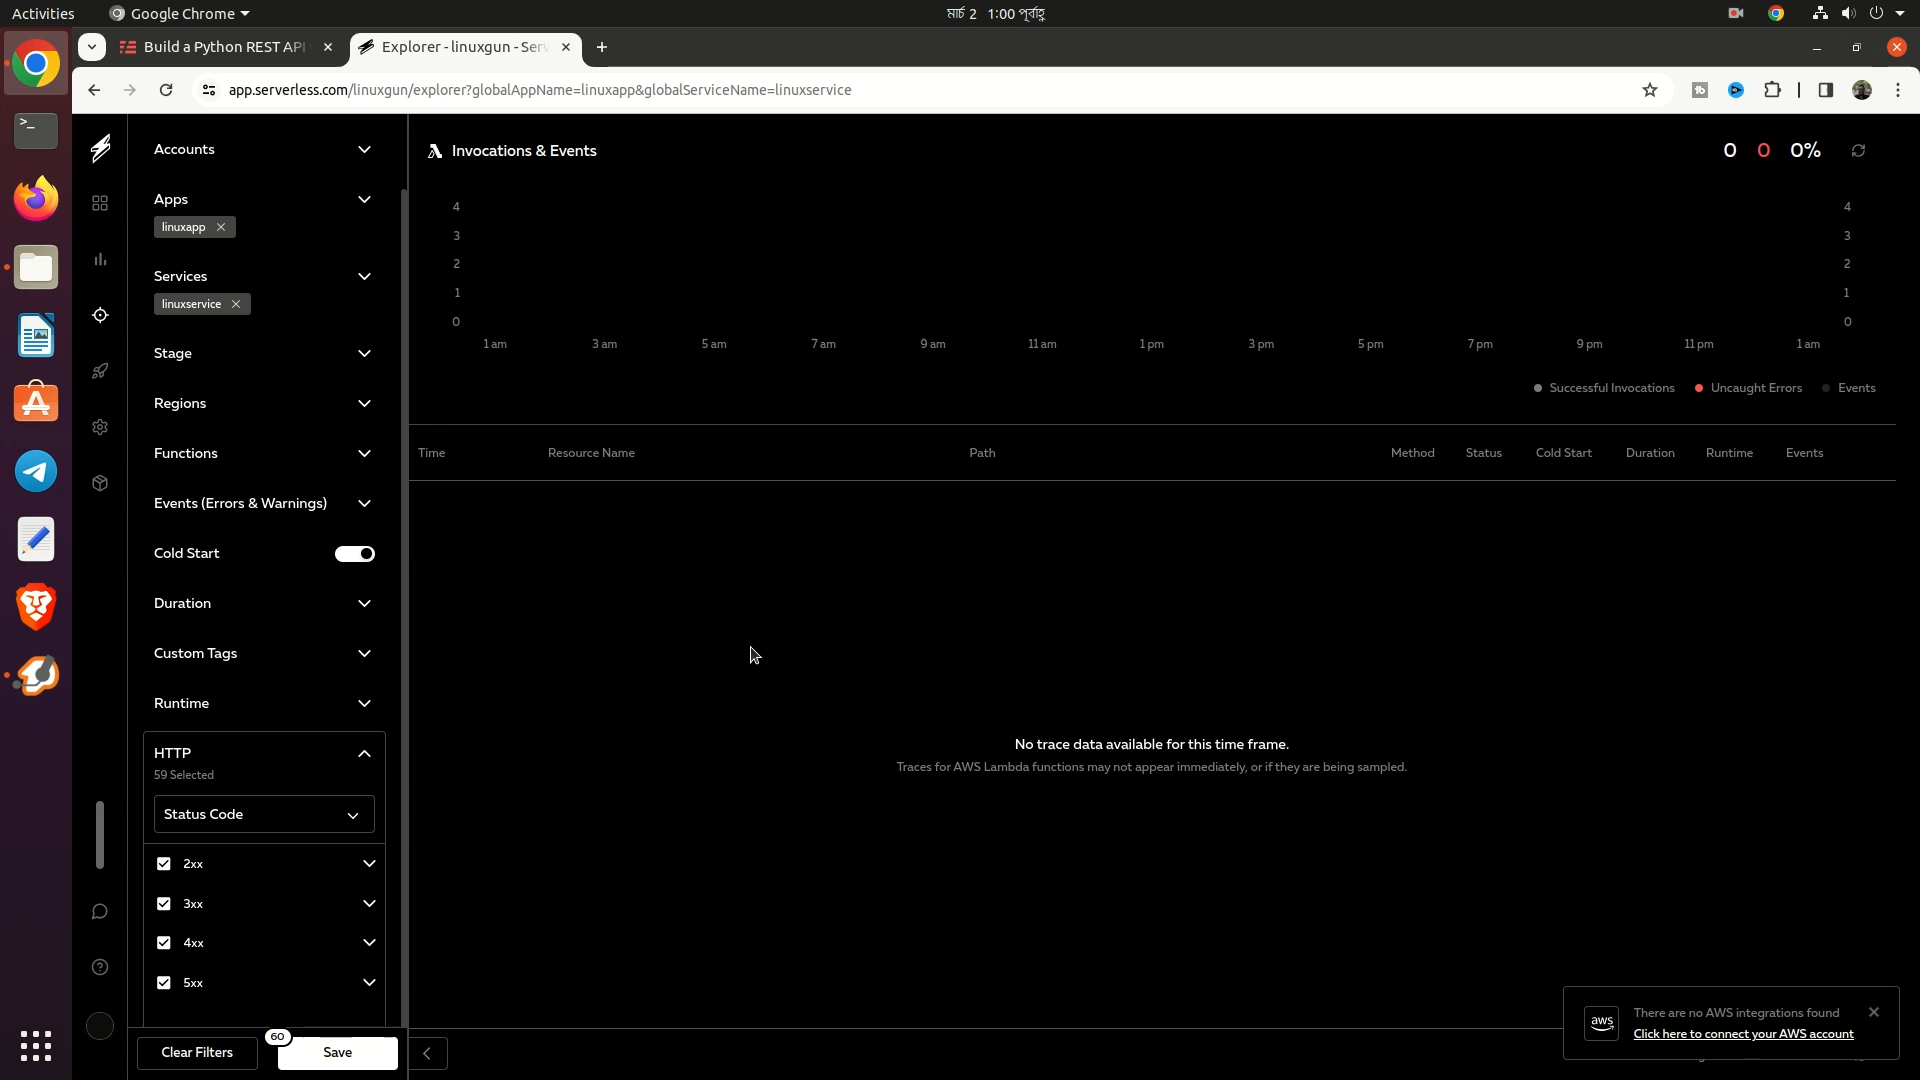 Activities
Google Chrome
মার্চ 2 1:00 পূর্বাহ্ণ
Build a Python REST API
Explorer - linuxgun - Serv
app.serverless.com/linuxgun/explorer?globalAppName=linuxapp&globalServiceName=linuxservice
Accounts
Apps
linuxapp
Services
linuxservice
Stage
Regions
Functions
Events (Errors & Warnings)
Cold Start
Duration
Custom Tags
Runtime
HTTP
59 Selected
Status Code
2xx
3xx
4xx
5xx
Clear Filters
60
Save
Invocations & Events
0 0 0%
4 4
3 3
2 2
1 1
0 0
1 am 3 am 5 am 7 am 9 am 11 am 1 pm 3 pm 5 pm 7 pm 9 pm 11 pm 1 am
Successful Invocations Uncaught Errors Events
Time Resource Name Path Method Status Cold Start Duration Runtime Events
No trace data available for this time frame.
Traces for AWS Lambda functions may not appear immediately, or if they are being sampled.
aws
There are no AWS integrations found
Click here to connect your AWS account